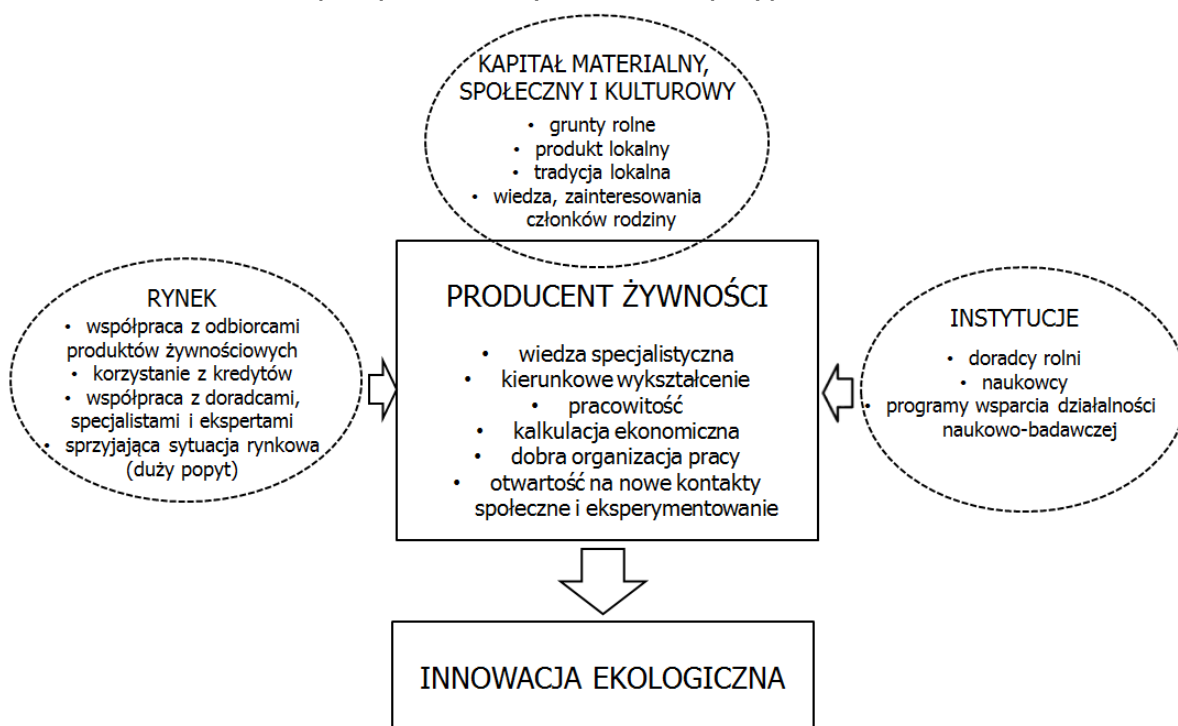 KAPITAŁ MATERIALNY,
SPOŁECZNY I KULTUROWY
• grunty rolne
• produkt lokalny
• tradycja lokalna
• wiedza, zainteresowania
członków rodziny
RYNEK
• współpraca z odbiorcami
produktów żywnościowych
• korzystanie z kredytów
• współpraca z doradcami,
specjalistami i ekspertami
• sprzyjająca sytuacja rynkowa
(duży popyt)
PRODUCENT ŻYWNOŚCI
• wiedza specjalistyczna
• kierunkowe wykształcenie
• pracowitość
• kalkulacja ekonomiczna
• dobra organizacja pracy
• otwartość na nowe kontakty
społeczne i eksperymentowanie
INSTYTUCJE
• doradcy rolni
• naukowcy
• programy wsparcia działalności
naukowo-badawczej
INNOWACJA EKOLOGICZNA